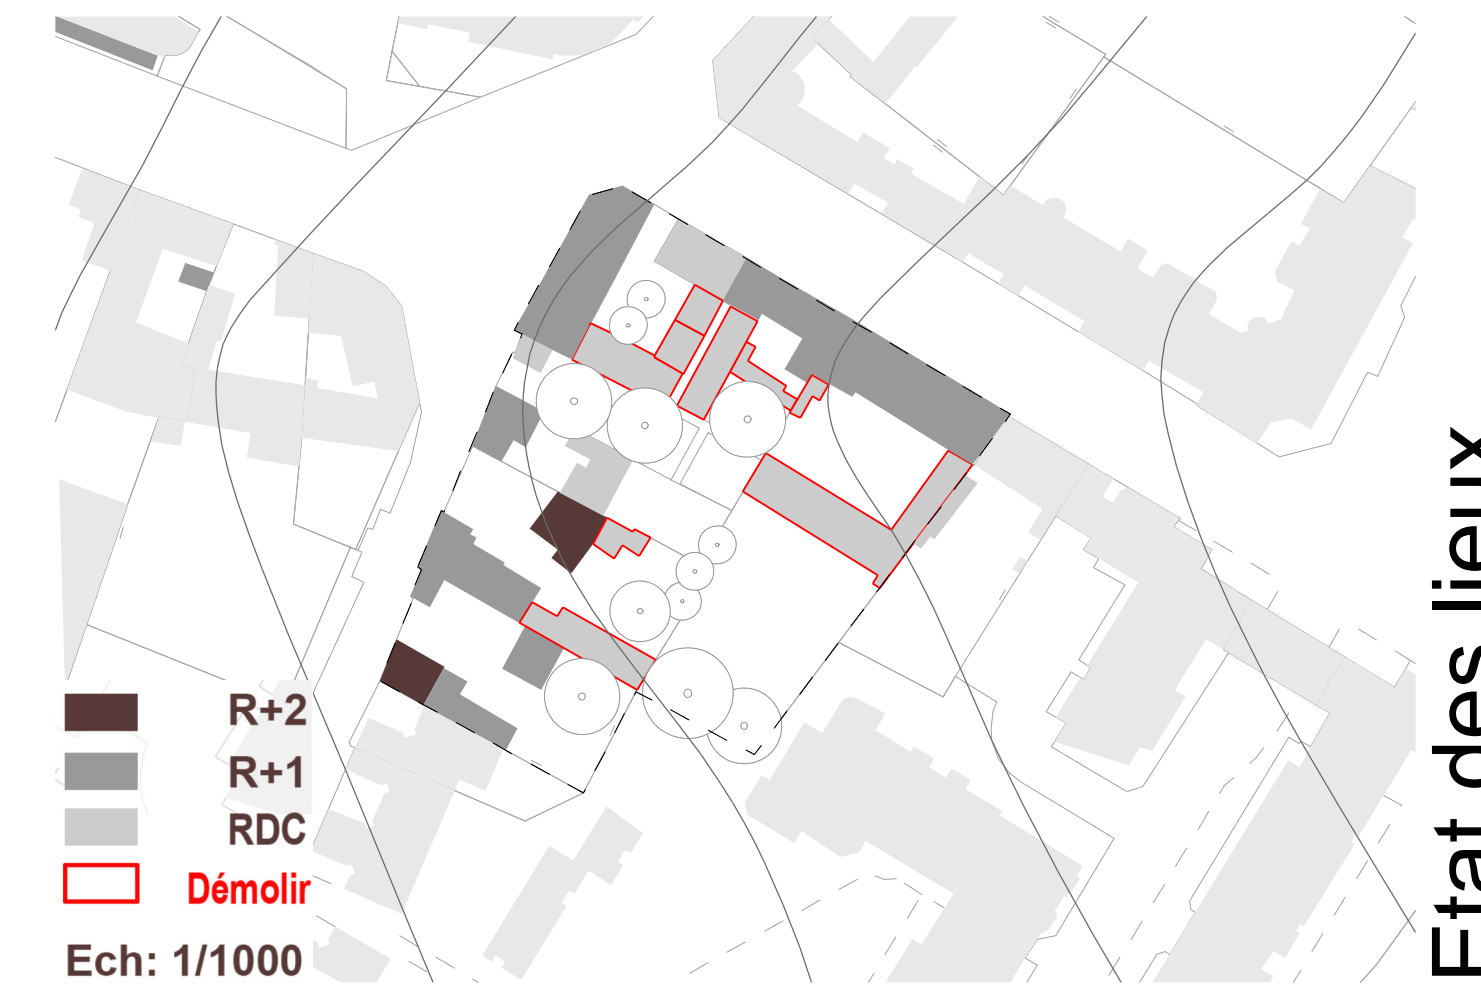 R+2
R+1
RDC
Démolir
Ech: 1/1000
Etat des lieux